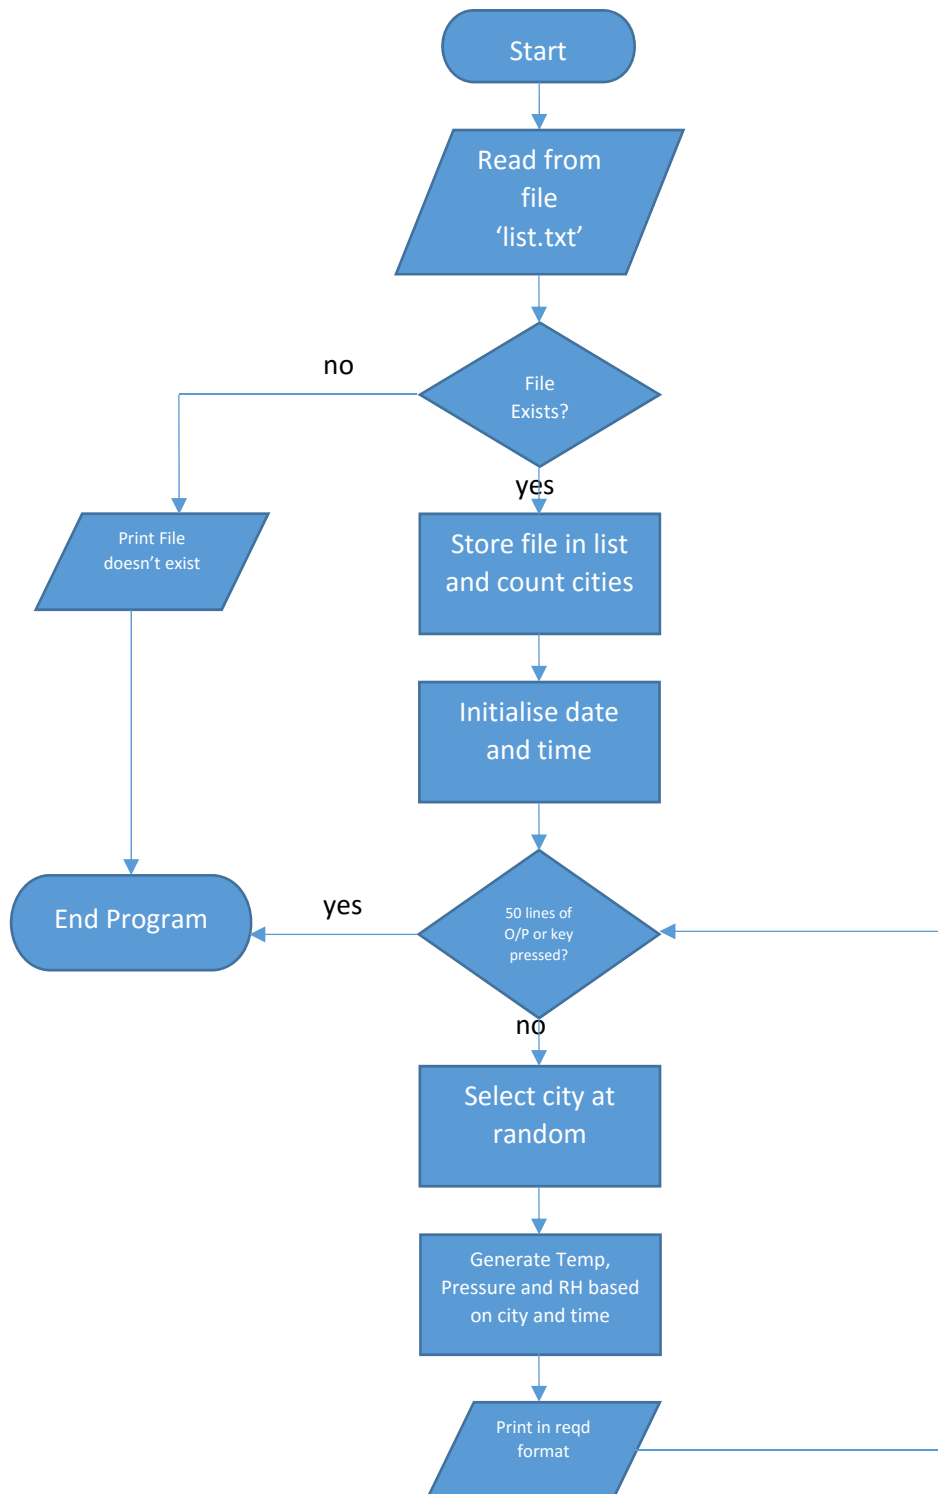 Start
Read from
file
‘list.txt’
no
File
Exists?
yes
Print File
doesn’t exist
Store file in list
and count cities
Initialise date
and time
End Program
yes
50 lines of
O/P or key
pressed?
no
Select city at
random
Generate Temp,
Pressure and RH based
on city and time
Print in reqd
format